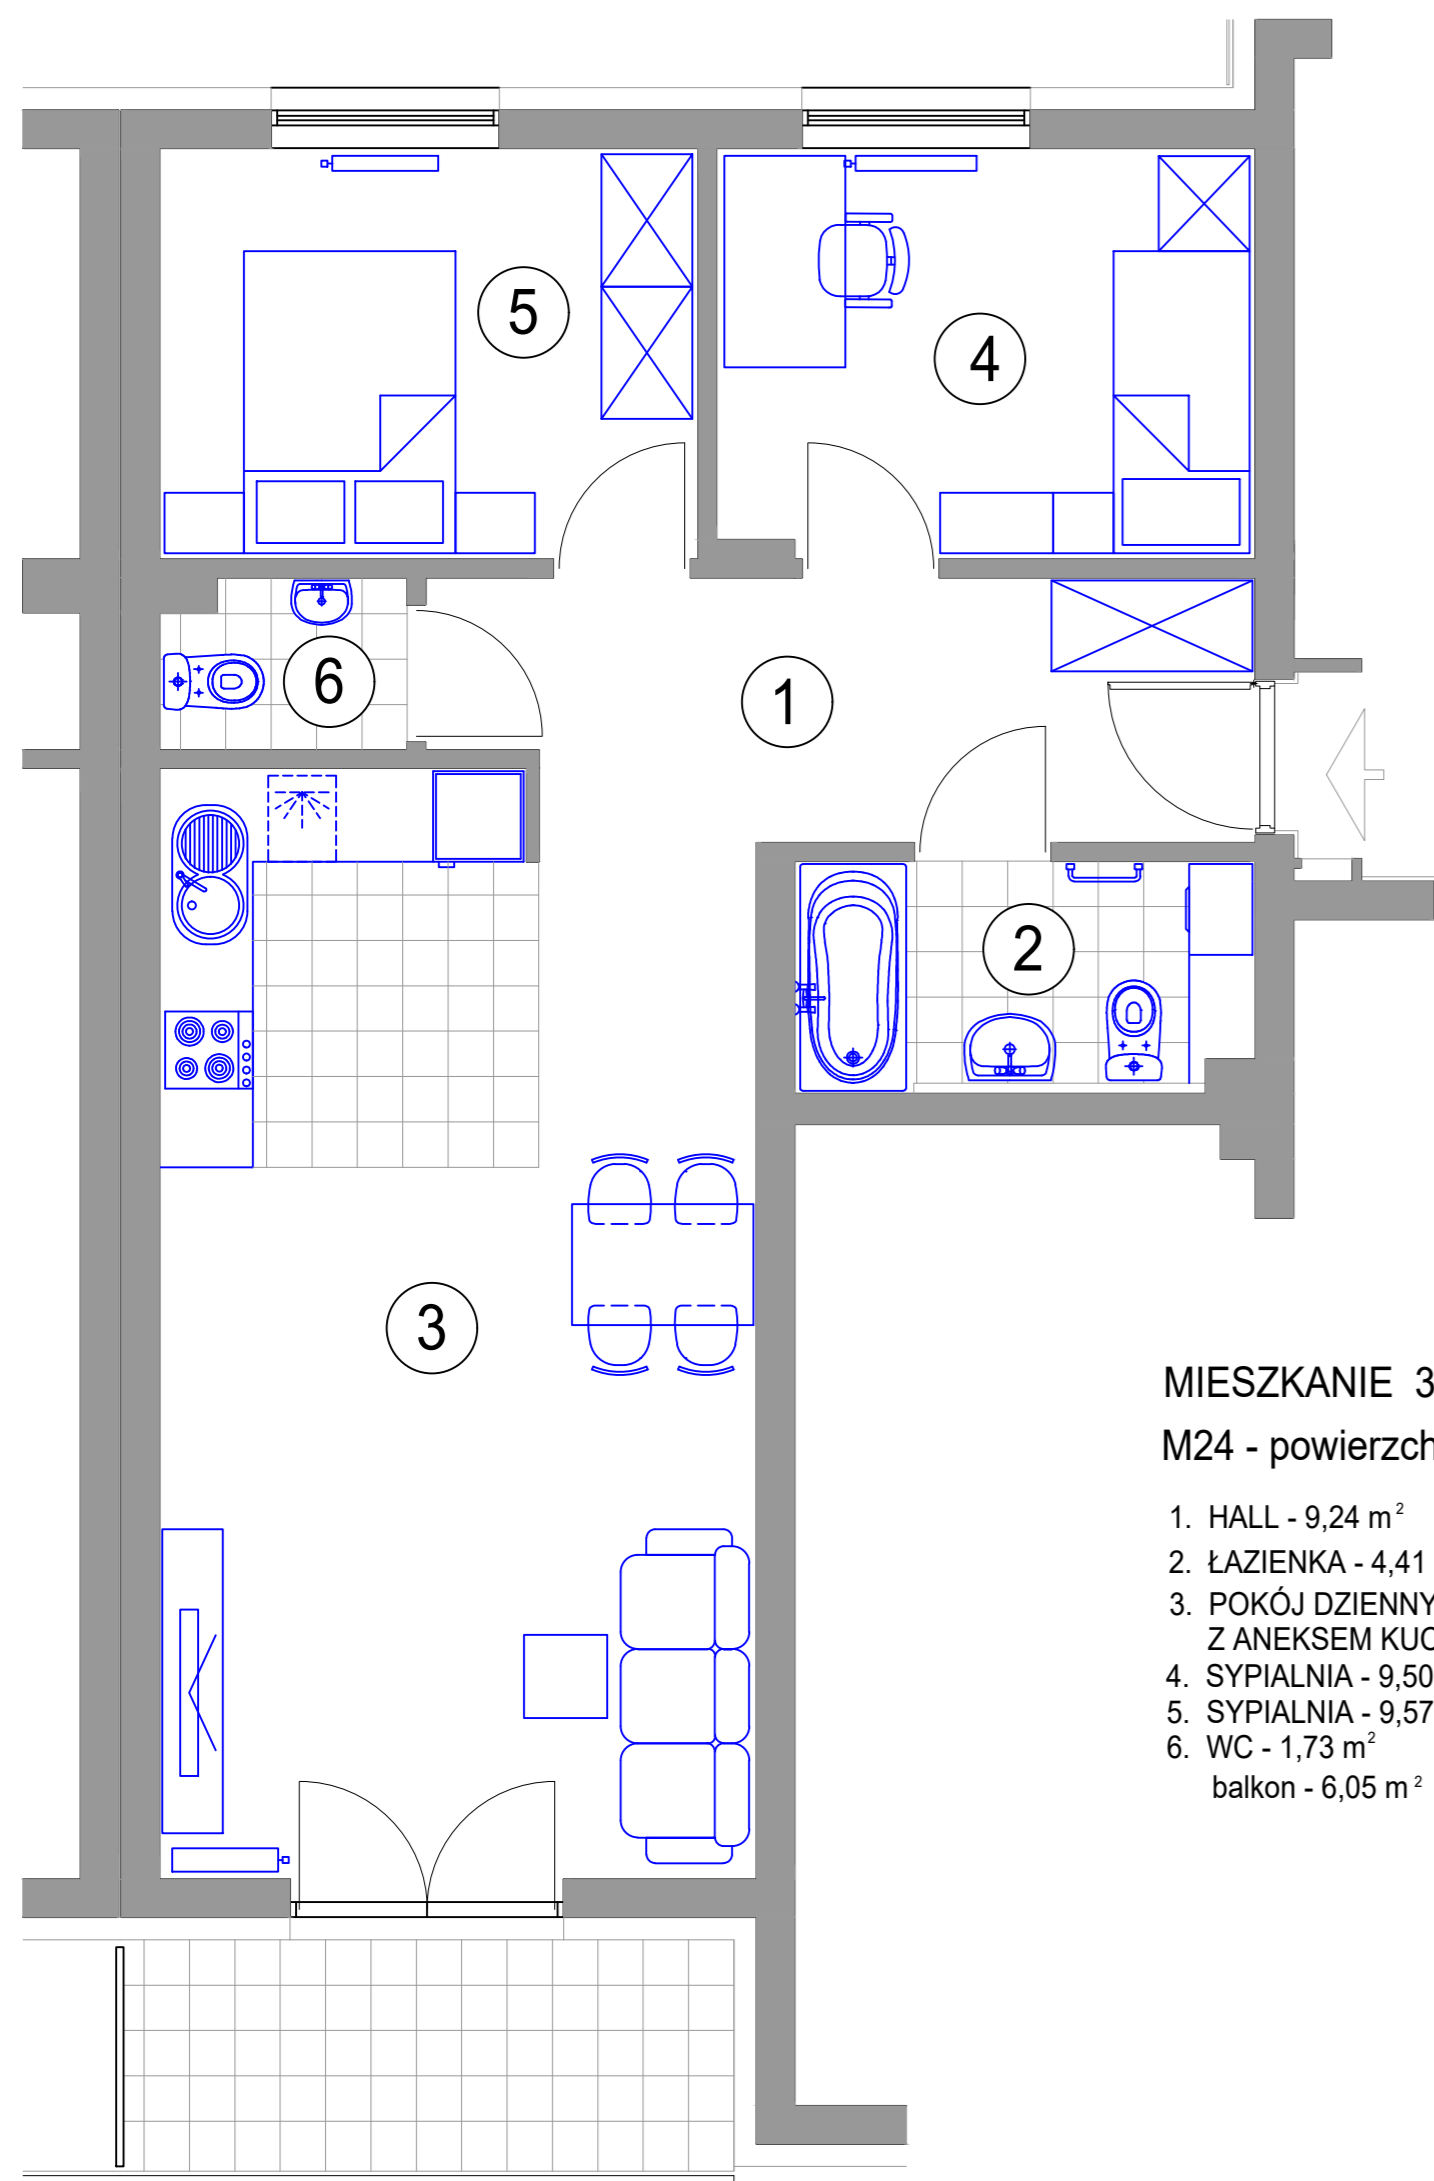 5
4
6
1
2
3
MIESZKANIE 3
M24 - powierzch
1. HALL - 9,24 m²
2. ŁAZIENKA - 4,41
3. POKÓJ DZIENNY
Z ANEKSEM KUC
4. SYPIALNIA - 9,50
5. SYPIALNIA - 9,57
6. WC - 1,73 m²
balkon - 6,05 m²